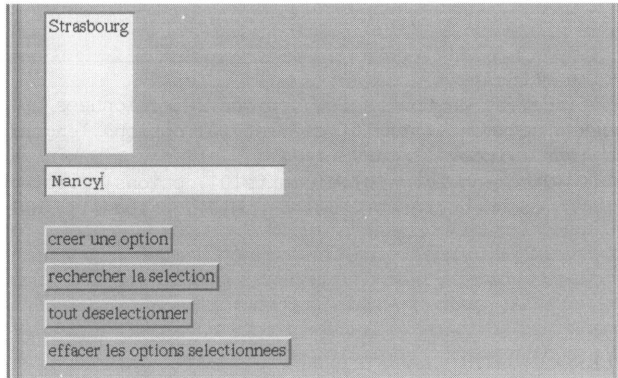 Strasbourg
Nancy
creer une option
rechercher la selection
tout deselectionner
effacer les options selectionnees